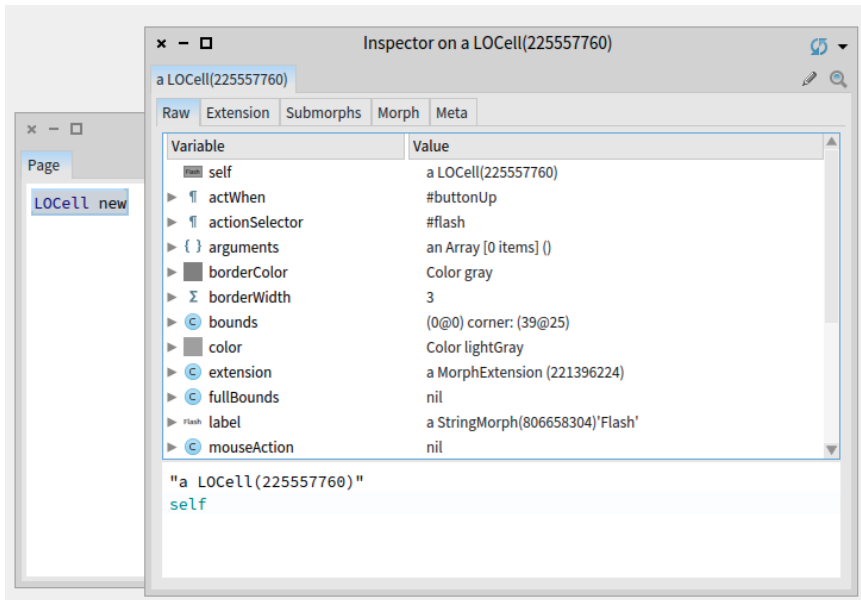 Inspector on a LOCell(225557760)
a LOCell(225557760)
Raw Extension Submorphs Morph Meta
Page
LOCell new
Variable Value
Flash self a LOCell(225557760)
¶ actWhen #buttonUp
¶ actionSelector #flash
{ } arguments an Array [0 items] ()
borderColor Color gray
Σ borderWidth 3
C bounds (0@0) corner: (39@25)
color Color lightGray
C extension a MorphExtension (221396224)
C fullBounds nil
Flash label a StringMorph(806658304)'Flash'
C mouseAction nil
"a LOCell(225557760)"
self